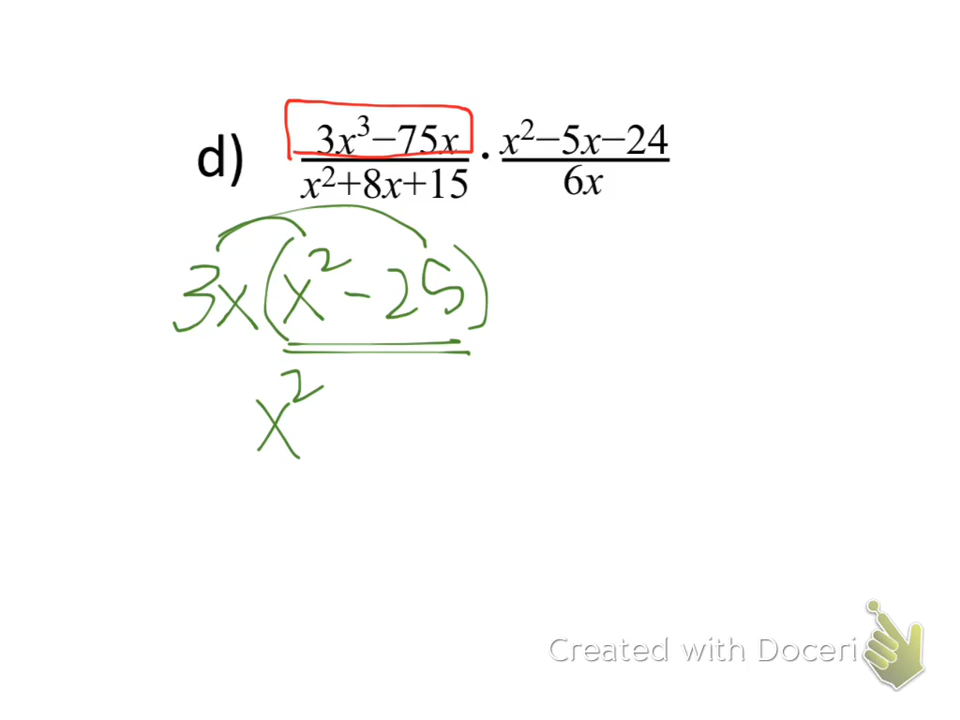 d) 3x³−75x / x²+8x+15 · x²−5x−24 / 6x
3x(x²-25)
x²
Created with Doceri